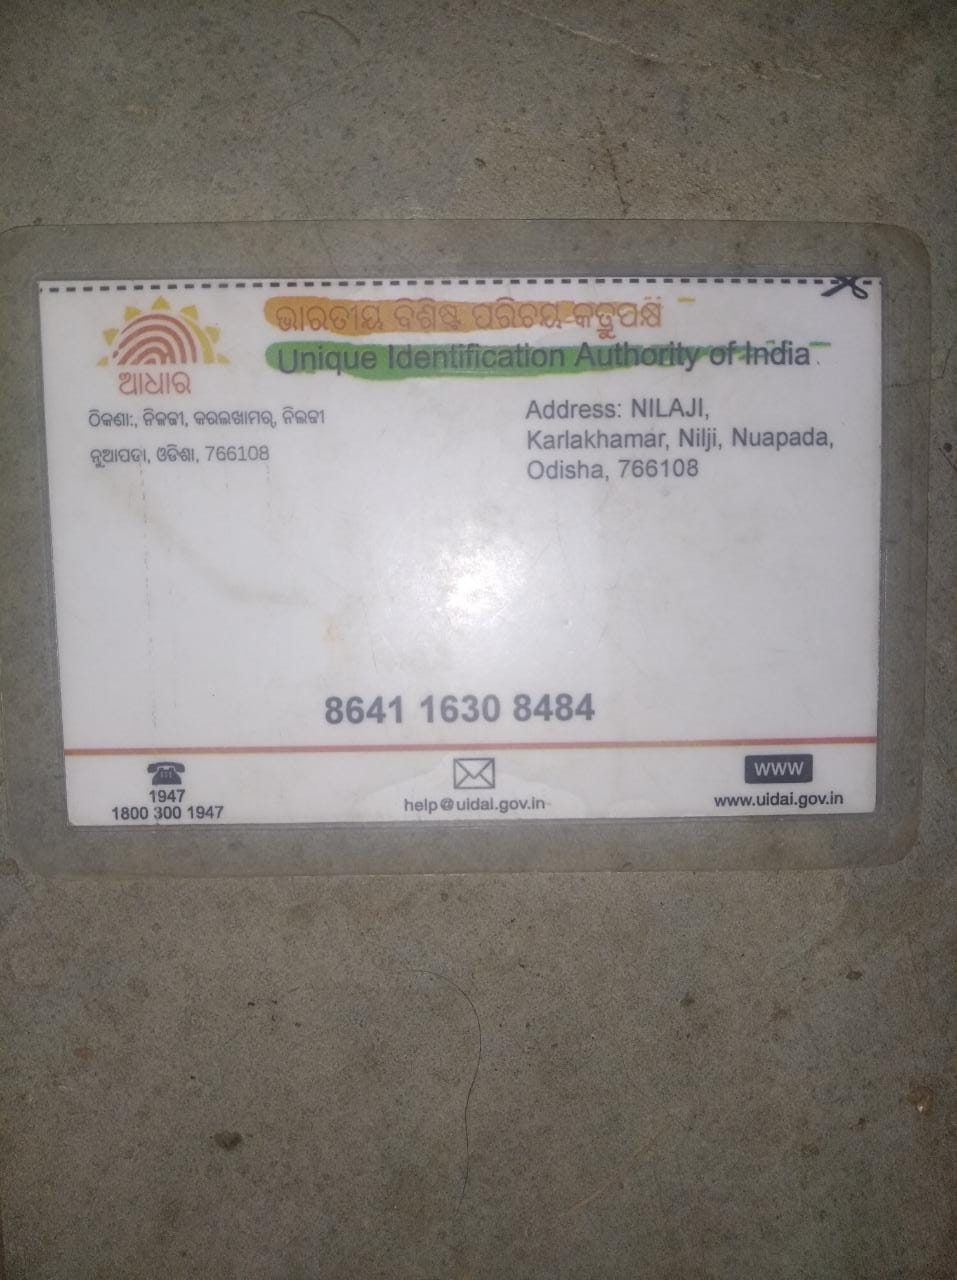 ଭାରତୀୟ ବିଶିଷ୍ଟ ପରିଚୟ କର୍ତ୍ତୃପକ୍ଷ
Unique Identification Authority of India
ଆଧାର
ଠିକଣା:, ନିଳଜୀ, କରଲଖାମର୍, ନିଲଜୀ
ନୂଆପଡା, ଓଡିଶା, 766108
Address: NILAJI,
Karlakhamar, Nilji, Nuapada,
Odisha, 766108
8641 1630 8484
1947
1800 300 1947
help@uidai.gov.in
www
www.uidai.gov.in